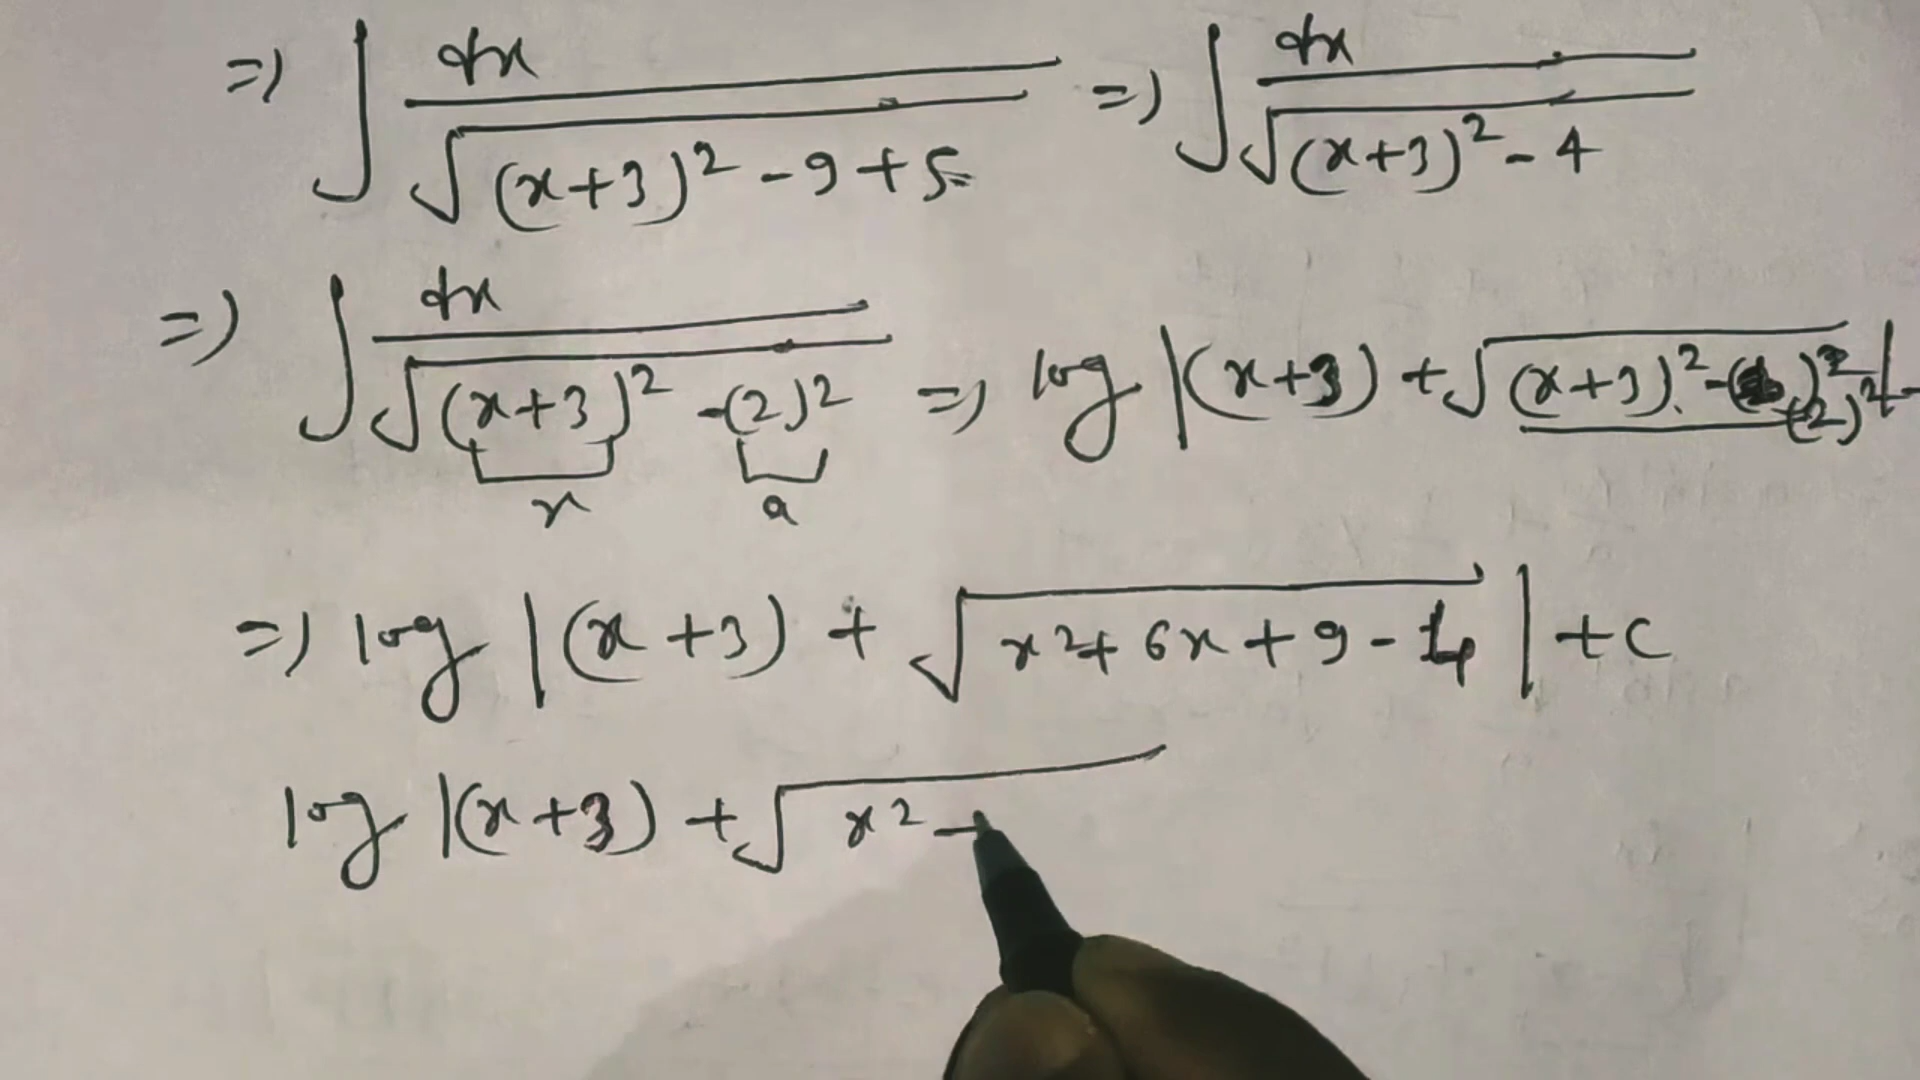 =) ∫ dx / √((x+3)² - 9 + 5 =) ∫ dx / √((x+3)² - 4
=) ∫ dx / √((x+3)² - (2)² =) log |(x+3) + √((x+3)² - (2)²|
x a
=) log |(x+3) + √(x² + 6x + 9 - 4 | + c
log |(x+3) + √(x² +